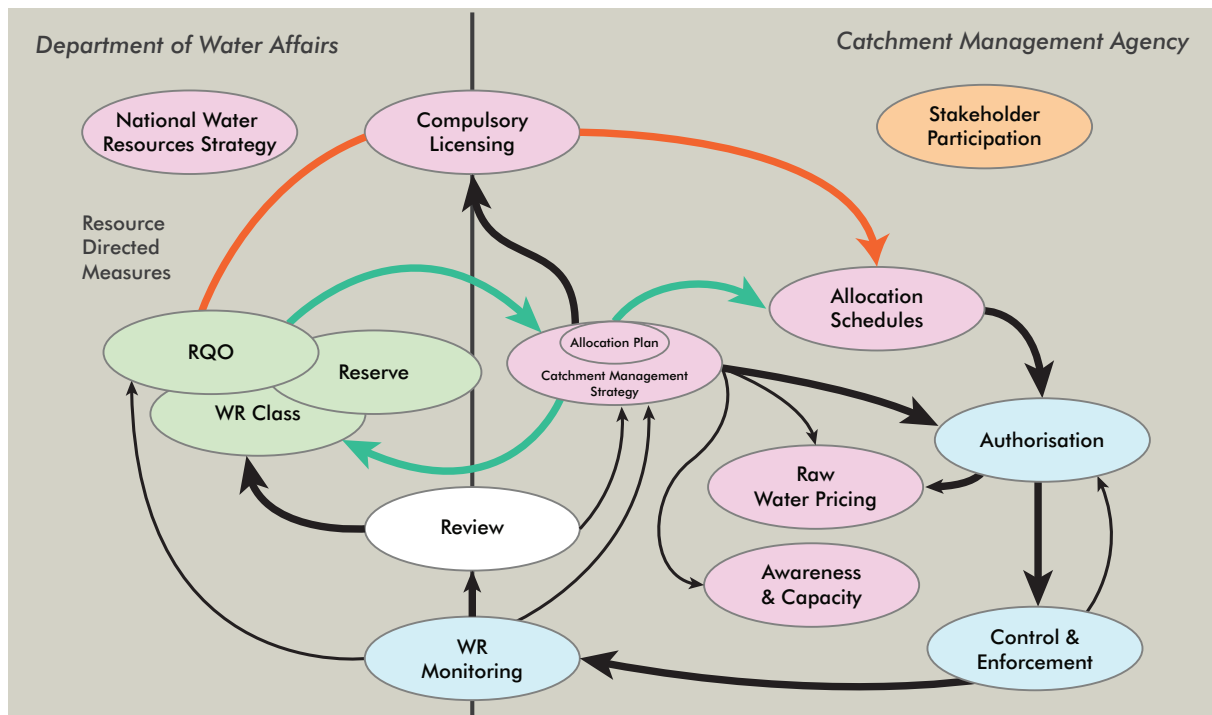 Department of Water Affairs
Catchment Management Agency
National Water
Resources Strategy
Compulsory
Licensing
Stakeholder
Participation
Resource
Directed
Measures
Allocation
Schedules
RQO
Reserve
WR Class
Allocation Plan
Catchment Management
Strategy
Authorisation
Raw
Water Pricing
Review
Awareness
& Capacity
WR
Monitoring
Control &
Enforcement